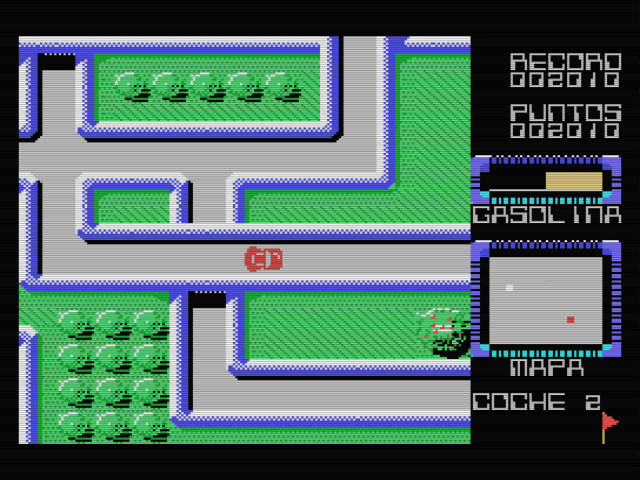 RECORD
002010
PUNTOS
002010
GASOLINA
MAPA
COCHE 2